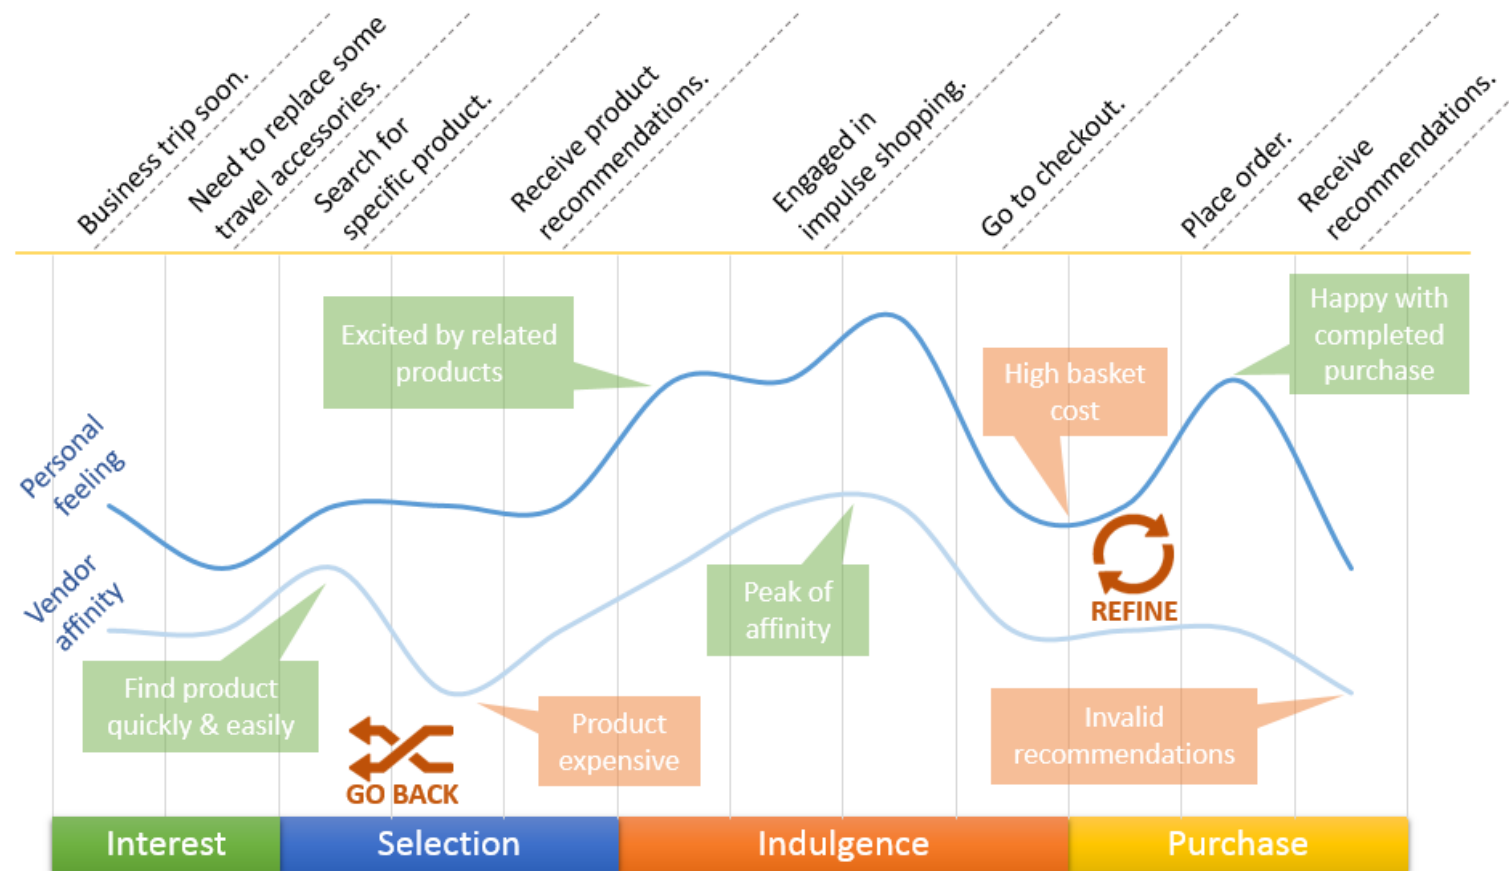 Business trip soon.
Need to replace some
travel accessories.
Search for
specific product.
Receive product
recommendations.
Engaged in
impulse shopping.
Go to checkout.
Place order.
Receive
recommendations.
Excited by related
products
High basket
cost
Happy with
completed
purchase
Personal
feeling
Vendor
affinity
Find product
quickly & easily
Peak of
affinity
REFINE
Product
expensive
Invalid
recommendations
GO BACK
Interest
Selection
Indulgence
Purchase